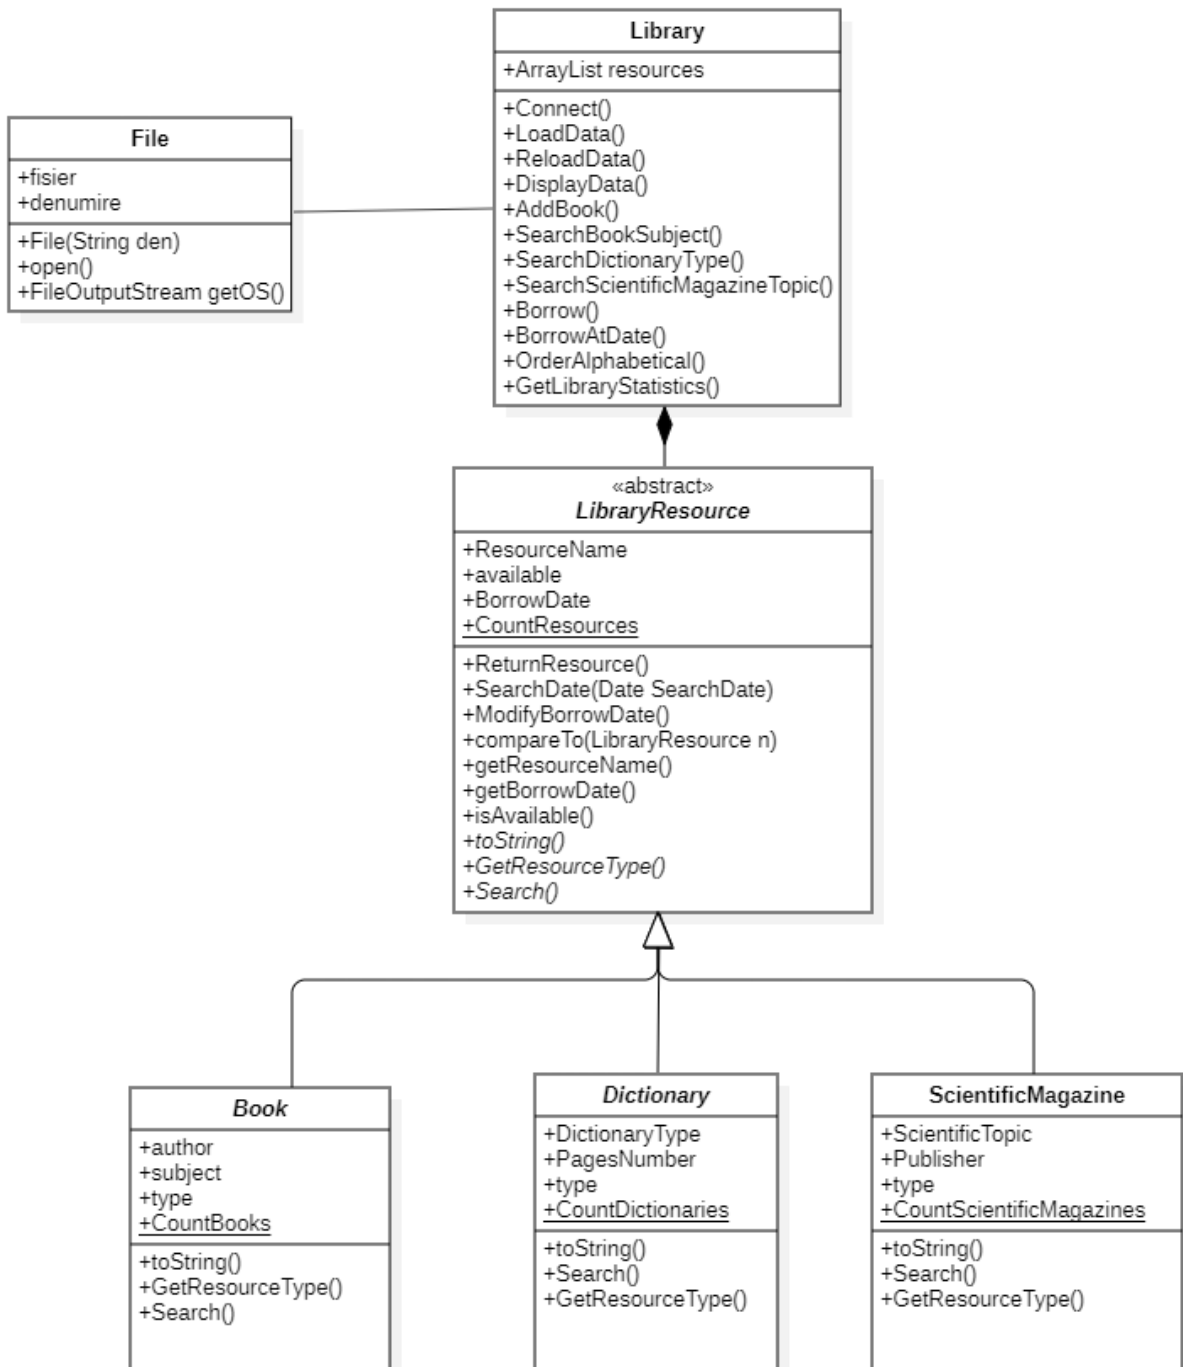 Library
+ArrayList resources
+Connect()
+LoadData()
+ReloadData()
+DisplayData()
+AddBook()
+SearchBookSubject()
+SearchDictionaryType()
+SearchScientificMagazineTopic()
+Borrow()
+BorrowAtDate()
+OrderAlphabetical()
+GetLibraryStatistics()
File
+fisier
+denumire
+File(String den)
+open()
+FileOutputStream getOS()
«abstract»
LibraryResource
+ResourceName
+available
+BorrowDate
+CountResources
+ReturnResource()
+SearchDate(Date SearchDate)
+ModifyBorrowDate()
+compareTo(LibraryResource n)
+getResourceName()
+getBorrowDate()
+isAvailable()
+toString()
+GetResourceType()
+Search()
Book
+author
+subject
+type
+CountBooks
+toString()
+GetResourceType()
+Search()
Dictionary
+DictionaryType
+PagesNumber
+type
+CountDictionaries
+toString()
+Search()
+GetResourceType()
ScientificMagazine
+ScientificTopic
+Publisher
+type
+CountScientificMagazines
+toString()
+Search()
+GetResourceType()